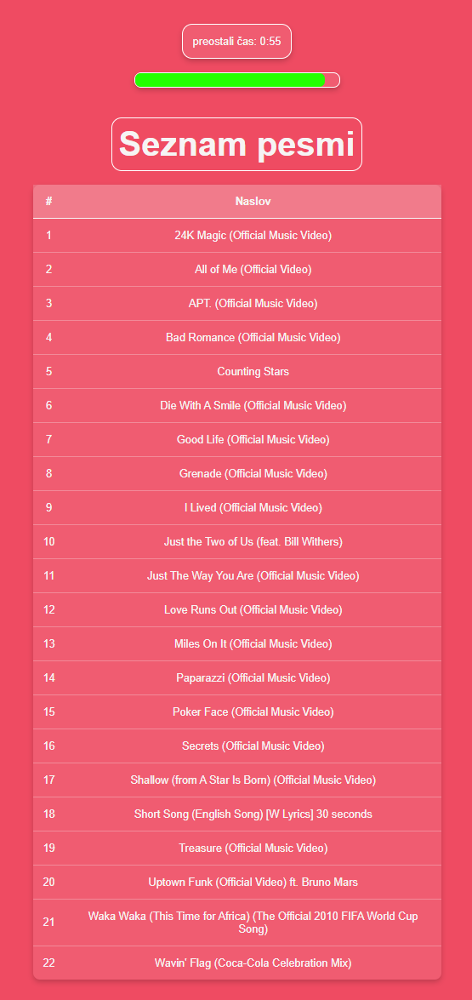 preostali čas: 0:55
Seznam pesmi
# Naslov
1 24K Magic (Official Music Video)
2 All of Me (Official Video)
3 APT. (Official Music Video)
4 Bad Romance (Official Music Video)
5 Counting Stars
6 Die With A Smile (Official Music Video)
7 Good Life (Official Music Video)
8 Grenade (Official Music Video)
9 I Lived (Official Music Video)
10 Just the Two of Us (feat. Bill Withers)
11 Just The Way You Are (Official Music Video)
12 Love Runs Out (Official Music Video)
13 Miles On It (Official Music Video)
14 Paparazzi (Official Music Video)
15 Poker Face (Official Music Video)
16 Secrets (Official Music Video)
17 Shallow (from A Star Is Born) (Official Music Video)
18 Short Song (English Song) [W Lyrics] 30 seconds
19 Treasure (Official Music Video)
20 Uptown Funk (Official Video) ft. Bruno Mars
21 Waka Waka (This Time for Africa) (The Official 2010 FIFA World Cup
Song)
22 Wavin' Flag (Coca-Cola Celebration Mix)